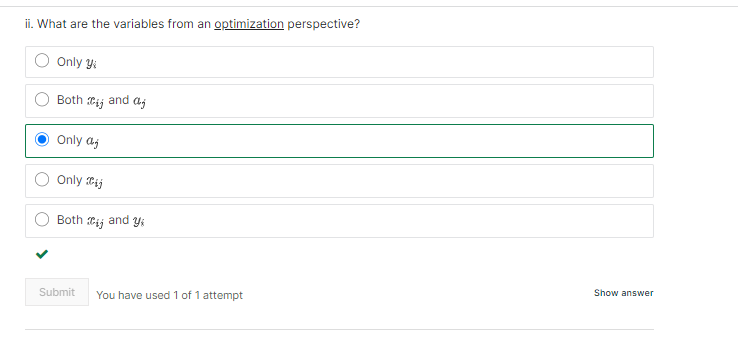 ii. What are the variables from an optimization perspective?
Only yᵢ
Both xᵢⱼ and aⱼ
Only aⱼ
Only xᵢⱼ
Both xᵢⱼ and yᵢ
Submit You have used 1 of 1 attempt Show answer